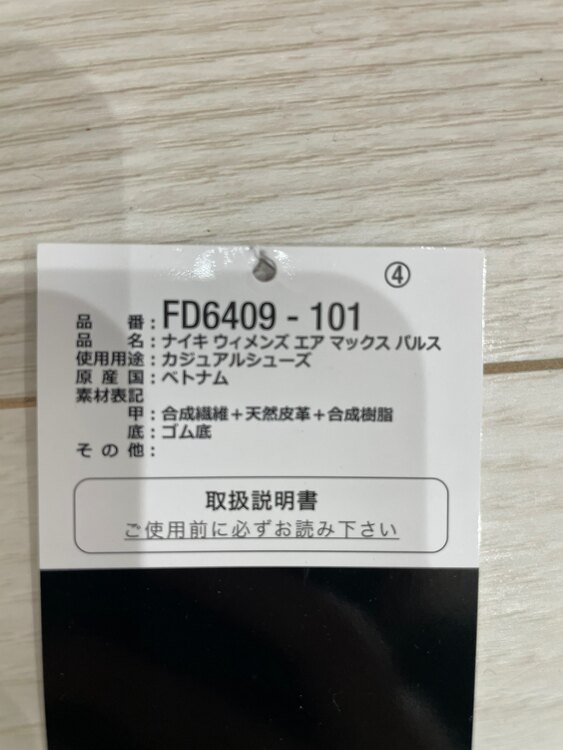 ④
品 番：FD6409 - 101
品 名：ナイキ ウィメンズ エア マックス パルス
使用用途：カジュアルシューズ
原 産 国：ベトナム
素材表記
甲：合成繊維＋天然皮革＋合成樹脂
底：ゴム底
そ の 他：
取扱説明書
ご使用前に必ずお読み下さい